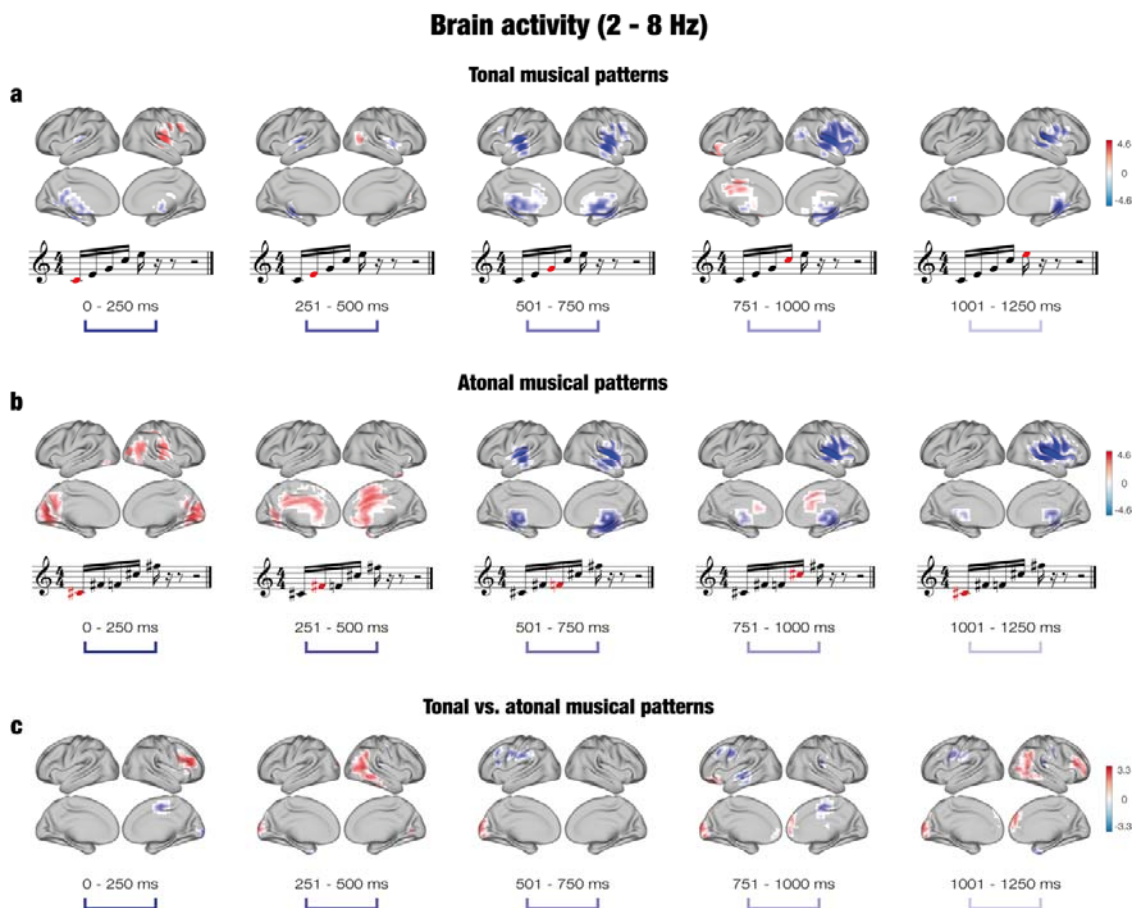 Brain activity (2 - 8 Hz)
Tonal musical patterns
a
4.6
0
-4.6
0 - 250 ms
251 - 500 ms
501 - 750 ms
751 - 1000 ms
1001 - 1250 ms
Atonal musical patterns
b
4.6
0
-4.6
0 - 250 ms
251 - 500 ms
501 - 750 ms
751 - 1000 ms
1001 - 1250 ms
Tonal vs. atonal musical patterns
c
3.3
0
-3.3
0 - 250 ms
251 - 500 ms
501 - 750 ms
751 - 1000 ms
1001 - 1250 ms